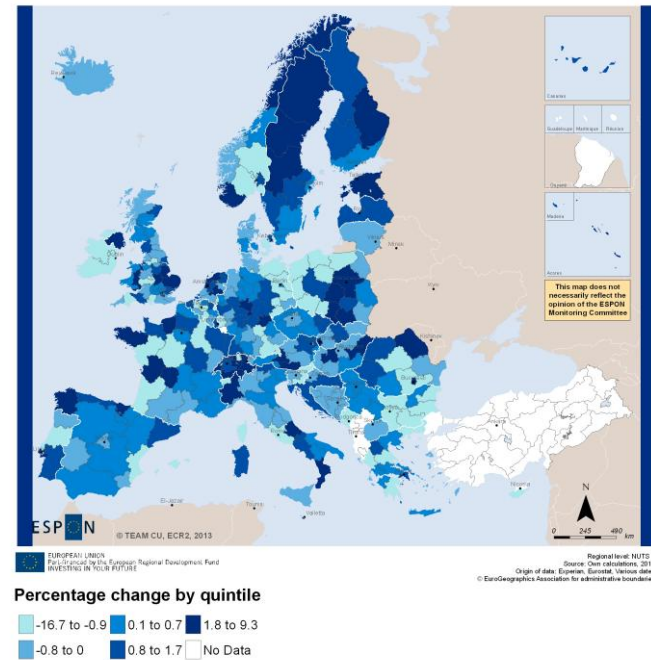 Reykjavik
Canarias
Guadeloupe Martinique Réunion
Guyane
Madeira
Açores
This map does not
necessarily reflect the
opinion of the ESPON
Monitoring Committee
Minsk
Kiev
El-Jazair
Tounis
Valletta
ESPON
© TEAM CU, ECR2, 2013
N
0 245 490
km
EUROPEAN UNION
Part-financed by the European Regional Development Fund
INVESTING IN YOUR FUTURE
Regional level: NUTS
Source: Own calculations, 201
Origin of data: Experian, Eurostat, Various date
© EuroGeographics Association for administrative boundarie
Percentage change by quintile
-16.7 to -0.9
0.1 to 0.7
1.8 to 9.3
-0.8 to 0
0.8 to 1.7
No Data